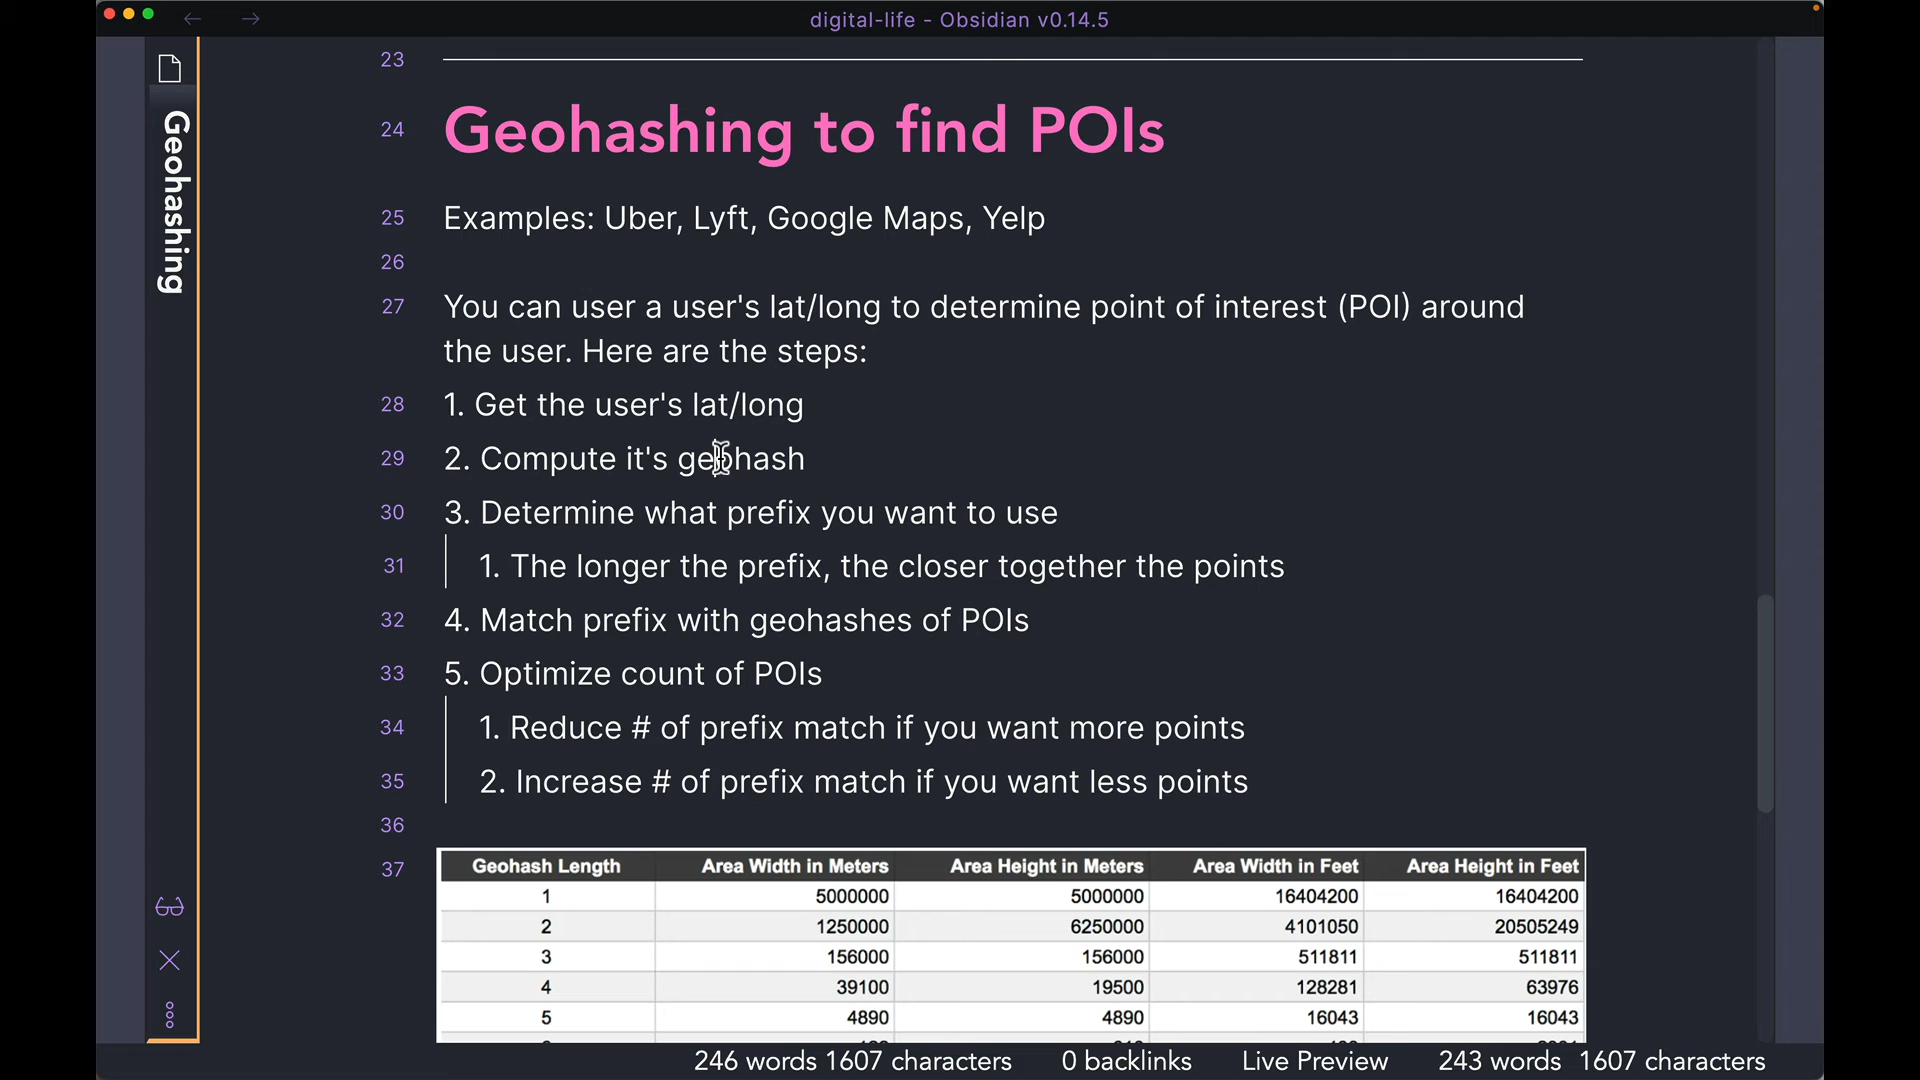 digital-life - Obsidian v0.14.5
Geohashing
23
24 Geohashing to find POIs
25 Examples: Uber, Lyft, Google Maps, Yelp
26
27 You can user a user's lat/long to determine point of interest (POI) around
the user. Here are the steps:
28 1. Get the user's lat/long
29 2. Compute it's geohash
30 3. Determine what prefix you want to use
31 1. The longer the prefix, the closer together the points
32 4. Match prefix with geohashes of POIs
33 5. Optimize count of POIs
34 1. Reduce # of prefix match if you want more points
35 2. Increase # of prefix match if you want less points
36
37
Geohash Length Area Width in Meters Area Height in Meters Area Width in Feet Area Height in Feet
1 5000000 5000000 16404200 16404200
2 1250000 6250000 4101050 20505249
3 156000 156000 511811 511811
4 39100 19500 128281 63976
5 4890 4890 16043 16043
246 words 1607 characters 0 backlinks Live Preview 243 words 1607 characters